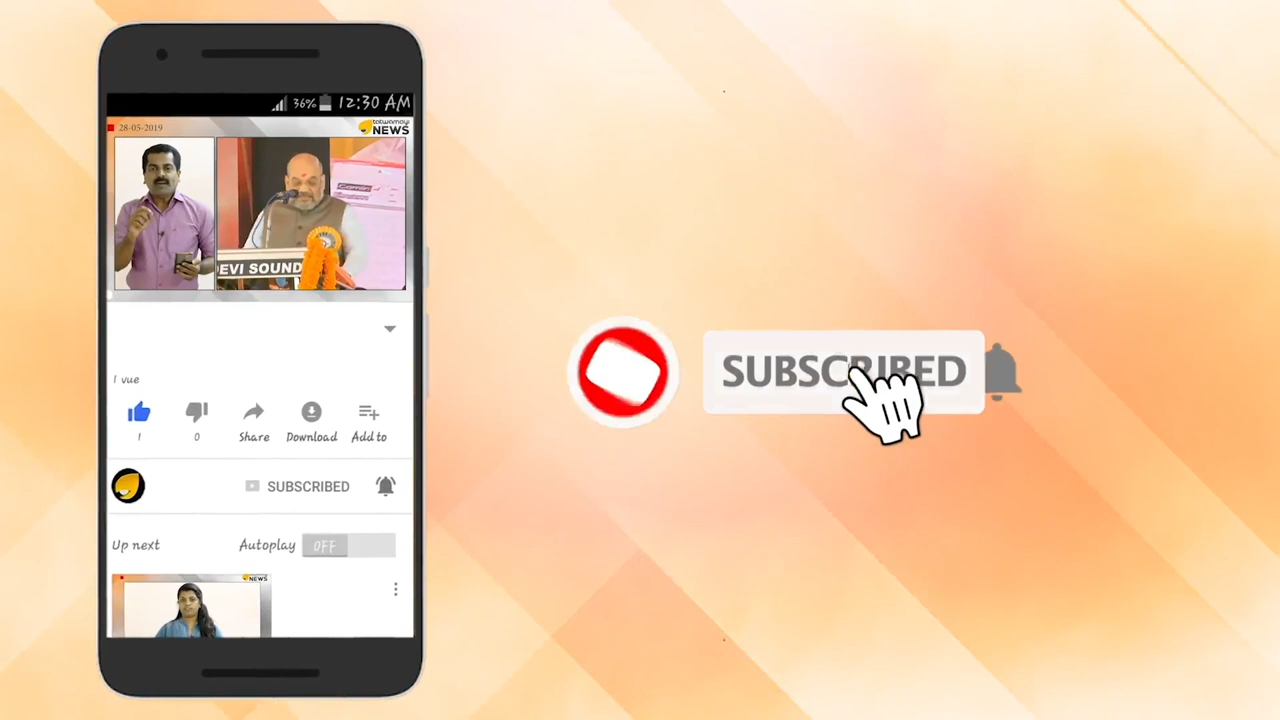 36% 12:30 AM
28-05-2019
tatwamayi
NEWS
DEVI SOUND
1 vue
1
0
Share
Download
Add to
SUBSCRIBED
Up next
Autoplay
OFF
NEWS
SUBSCRIBED